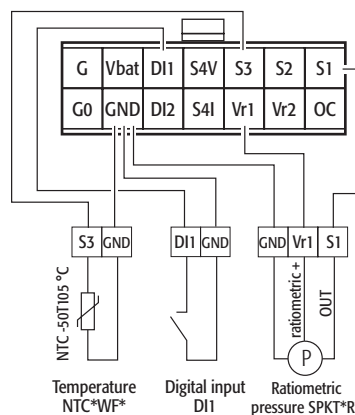 G Vbat DI1 S4V S3 S2 S1
G0 GND DI2 S4I Vr1 Vr2 OC
S3 GND DI1 GND GND Vr1 S1
NTC -50T105 °C
ratiometric +
OUT
P
Temperature
NTC*WF*
Digital input
DI1
Ratiometric
pressure SPKT*R